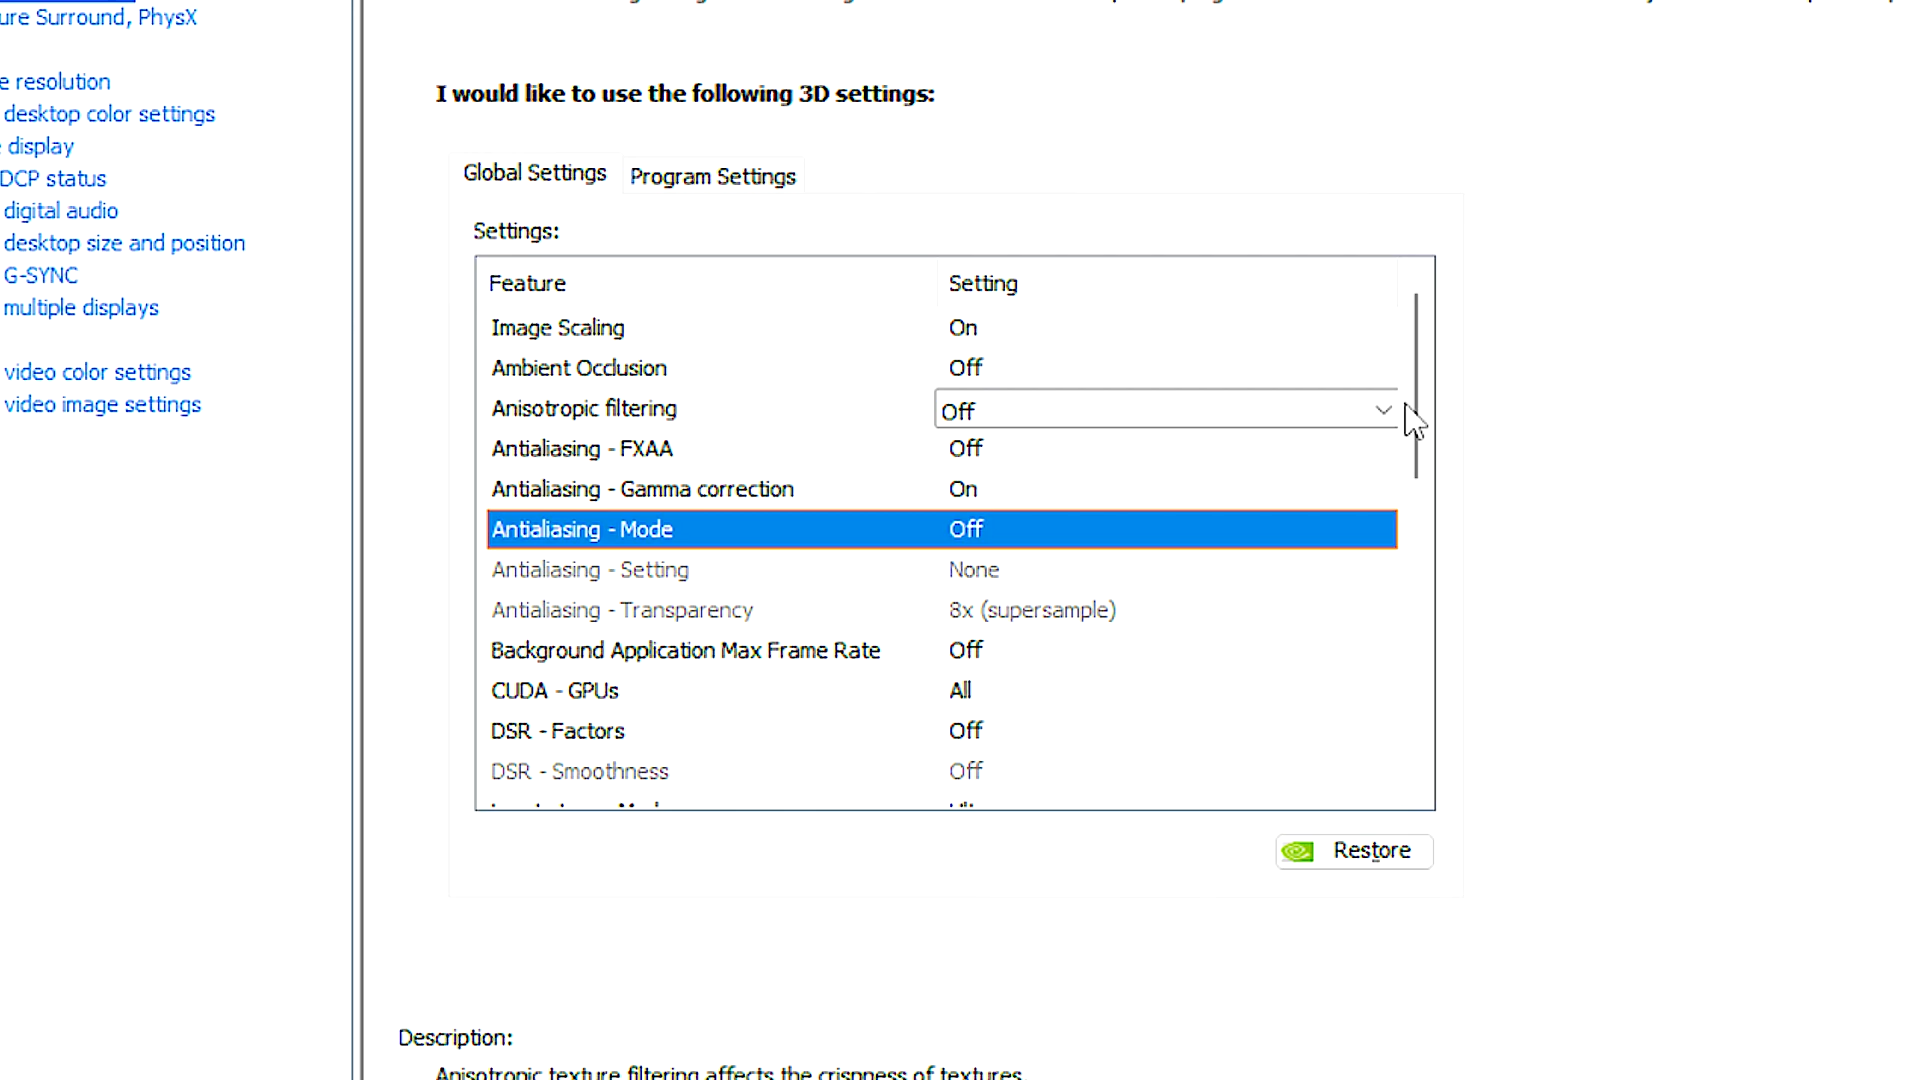 ure Surround, PhysX
e resolution
desktop color settings
display
DCP status
digital audio
desktop size and position
G-SYNC
multiple displays
video color settings
video image settings
I would like to use the following 3D settings:
Global Settings Program Settings
Settings:
Feature Setting
Image Scaling On
Ambient Occlusion Off
Anisotropic filtering Off
Antialiasing - FXAA Off
Antialiasing - Gamma correction On
Antialiasing - Mode Off
Antialiasing - Setting None
Antialiasing - Transparency 8x (supersample)
Background Application Max Frame Rate Off
CUDA - GPUs All
DSR - Factors Off
DSR - Smoothness Off
Restore
Description:
Anisotropic texture filtering affects the crispness of textures.